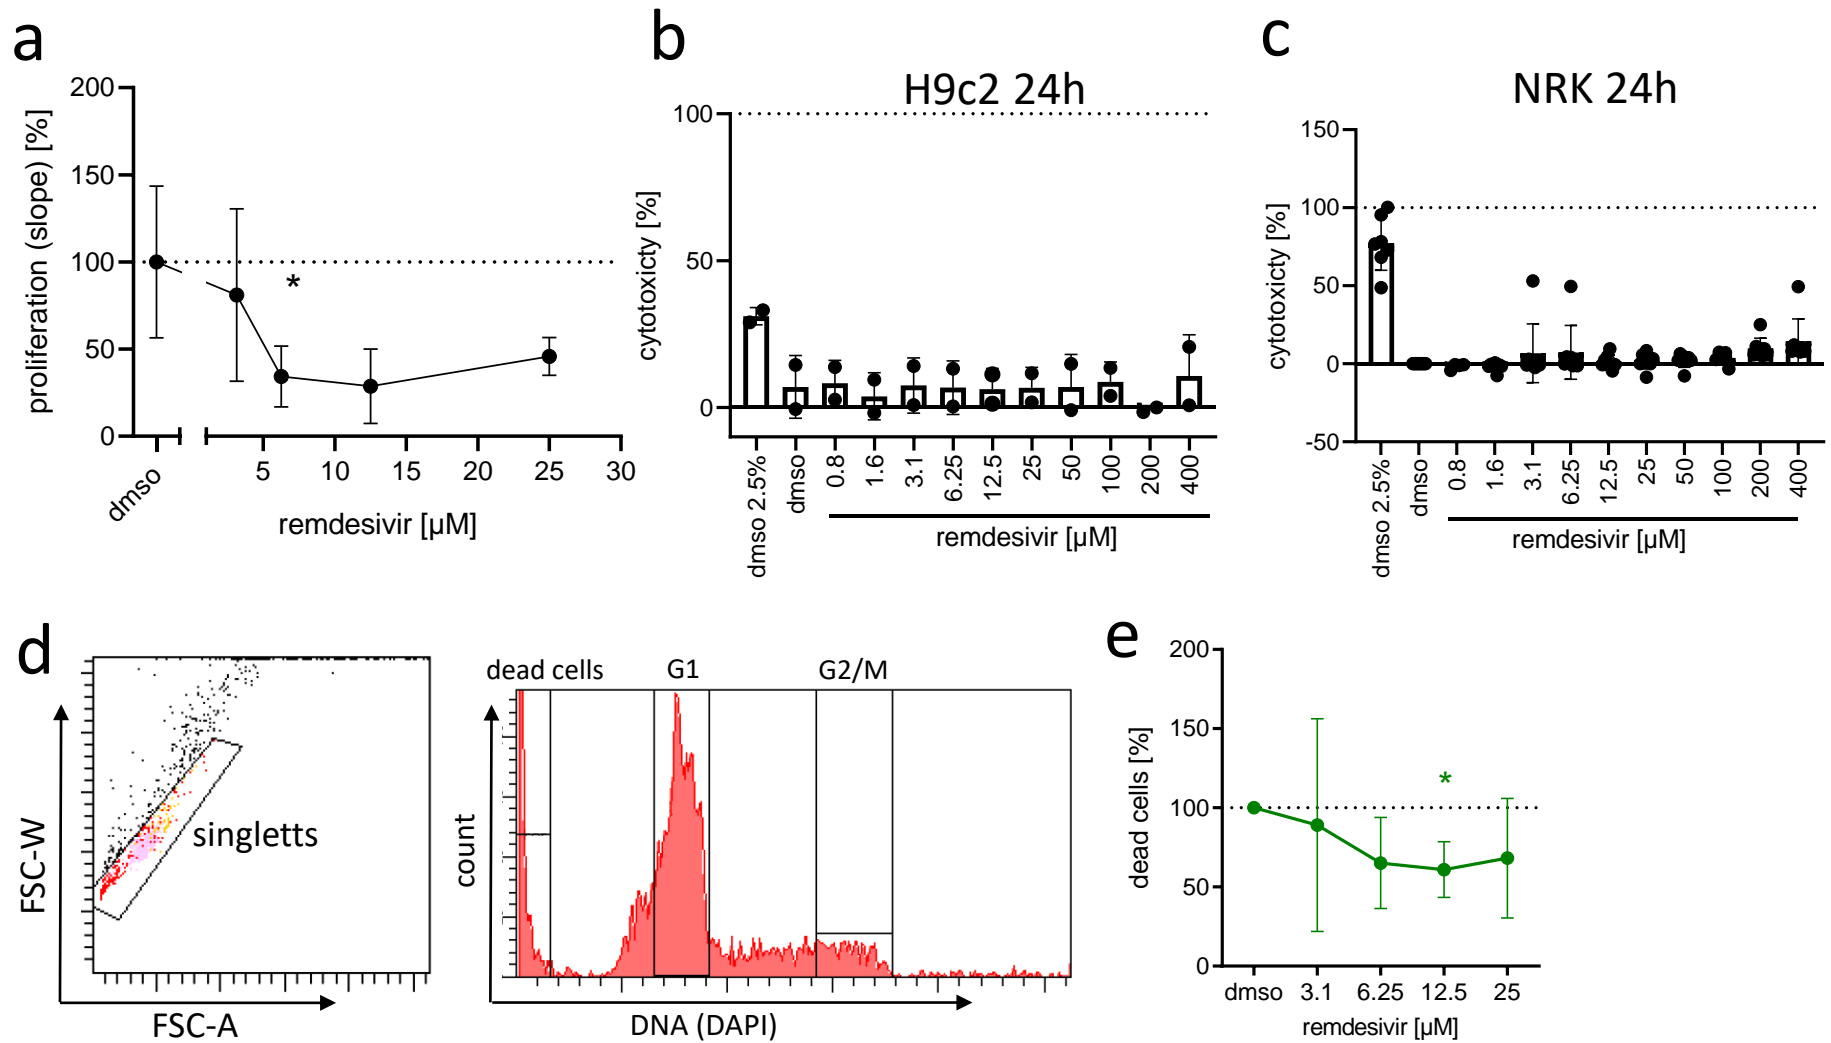 a
200
150
100
50
0
proliferation (slope) [%]
*
dmso
5
10
15
20
25
30
remdesivir [µM]
b
H9c2 24h
100
50
0
cytotoxicty [%]
dmso 2.5%
dmso
0.8
1.6
3.1
6.25
12.5
25
50
100
200
400
remdesivir [µM]
c
NRK 24h
150
100
50
0
-50
cytotoxicty [%]
dmso 2.5%
dmso
0.8
1.6
3.1
6.25
12.5
25
50
100
200
400
remdesivir [µM]
d
FSC-W
singletts
FSC-A
dead cells
G1
G2/M
count
DNA (DAPI)
e
200
150
100
50
0
dead cells [%]
*
dmso
3.1
6.25
12.5
25
remdesivir [µM]